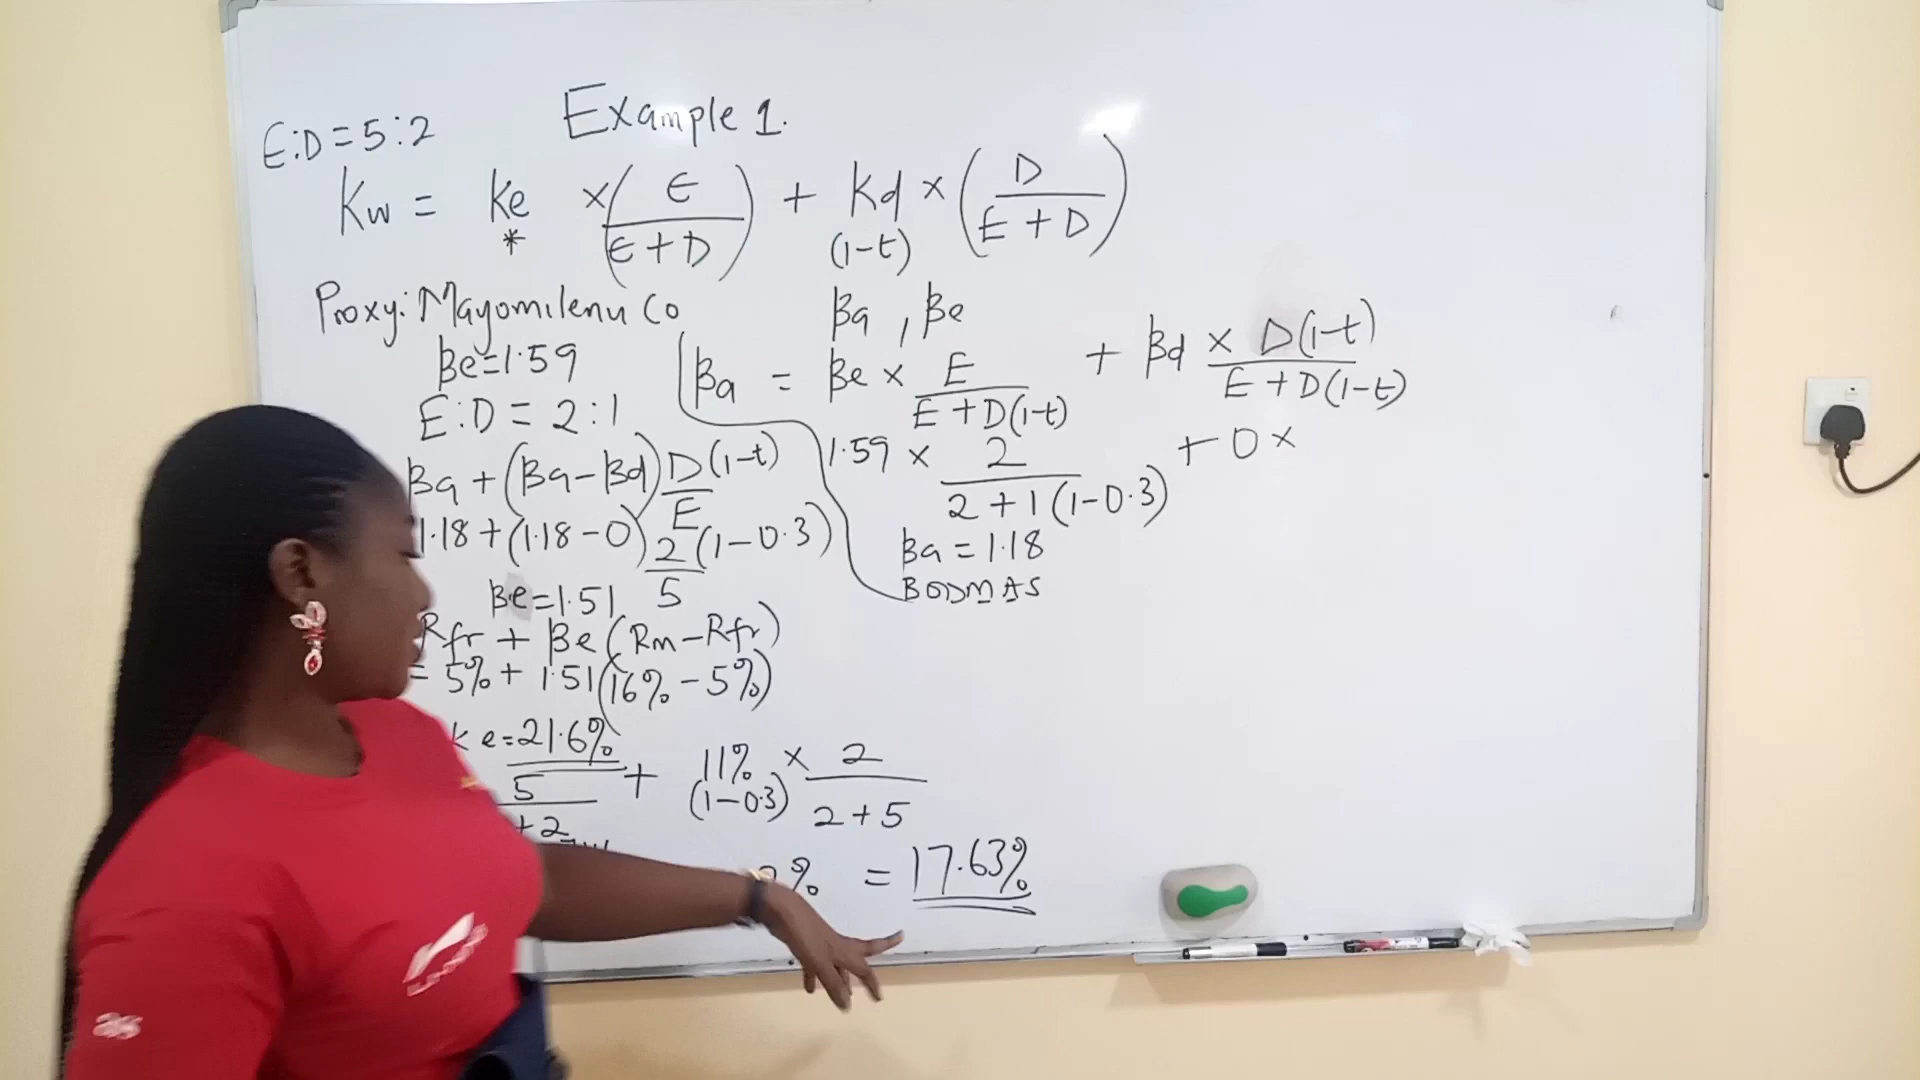 Example 1.
E:D = 5:2
Kw = Ke × (E / E + D) + Kd × (D / E + D)
* (1-t)
Proxy: Mayomilenu Co
βa, βe
βe = 1.59
E:D = 2:1
βa = βe × E / E + D(1-t) + βd × D(1-t) / E + D(1-t)
1.59 × 2 / 2 + 1(1-0.3) + 0 ×
βa = 1.18
BODMAS
βa + (βa - βd) D(1-t) / E
1.18 + (1.18 - 0) 2(1-0.3) / 5
βe = 1.51
Rfr + βe (Rm - Rfr)
= 5% + 1.51 (16% - 5%)
ke = 21.6%
5 / +2 + 11% (1-0.3) × 2 / 2 + 5
% = 17.63%